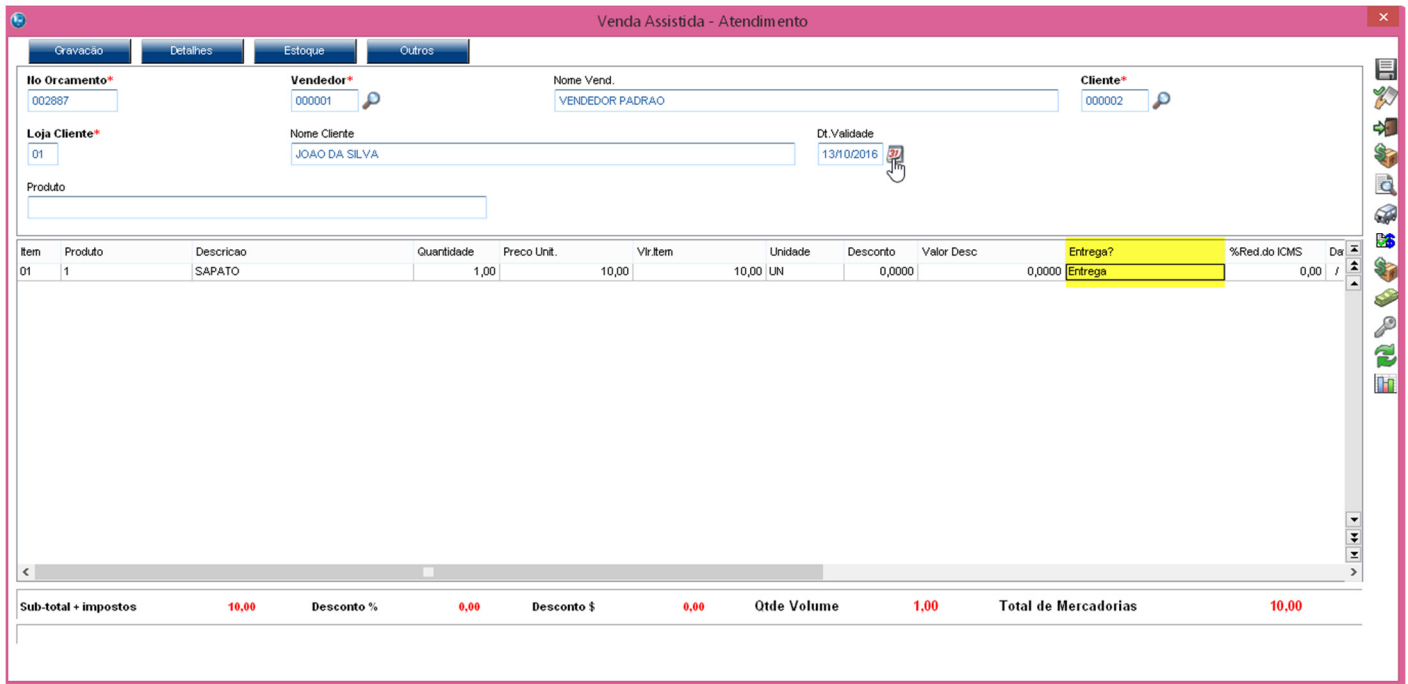 Venda Assistida - Atendimento
Gravacão Detalhes Estoque Outros
No Orcamento* Vendedor* Nome Vend. Cliente*
002887 000001 VENDEDOR PADRAO 000002
Loja Cliente* Nome Cliente Dt.Validade
01 JOAO DA SILVA 13/10/2016 31
Produto
Item Produto Descricao Quantidade Preco Unit. Vlr.Item Unidade Desconto Valor Desc Entrega? %Red.do ICMS Da
01 1 SAPATO 1,00 10,00 10,00 UN 0,0000 0,0000 Entrega 0,00 /
Sub-total + impostos 10,00 Desconto % 0,00 Desconto $ 0,00 Qtde Volume 1,00 Total de Mercadorias 10,00